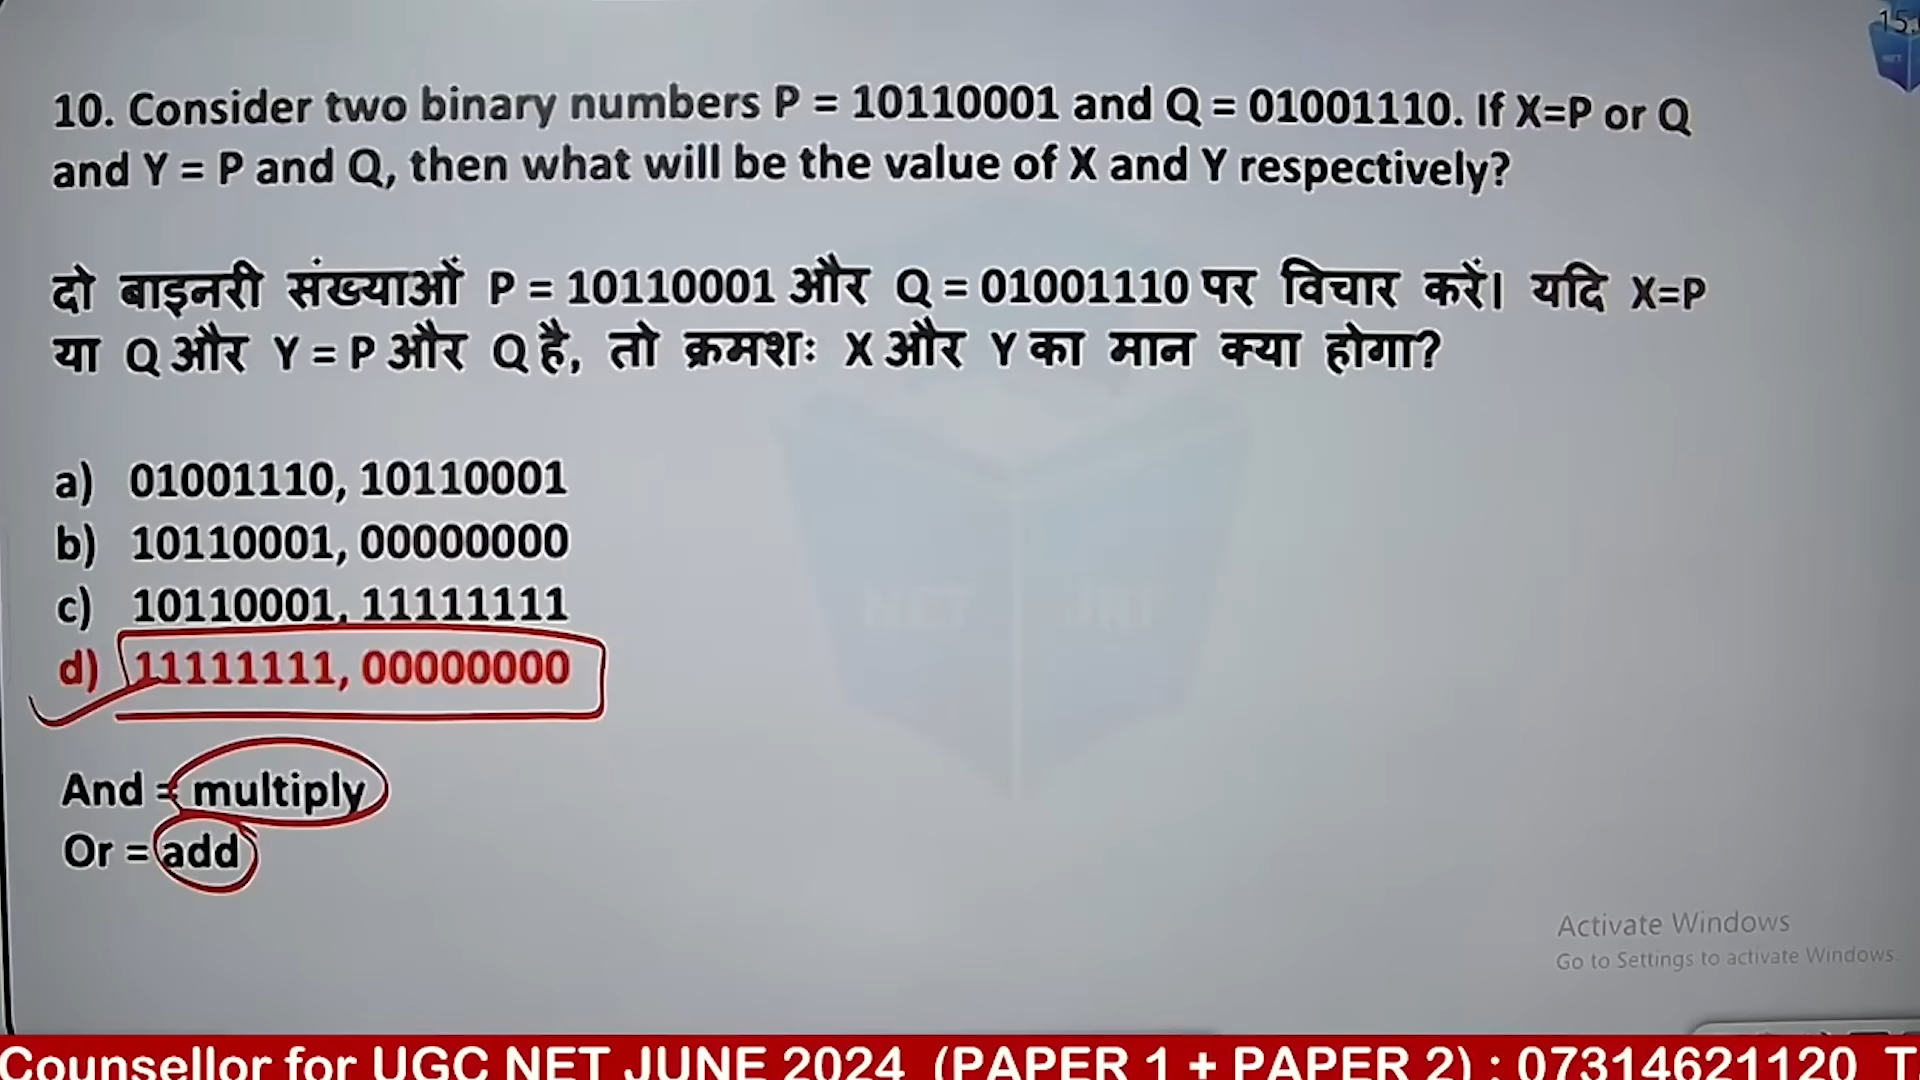 15:
10. Consider two binary numbers P = 10110001 and Q = 01001110. If X=P or Q
and Y = P and Q, then what will be the value of X and Y respectively?
दो बाइनरी संख्याओं P = 10110001 और Q = 01001110 पर विचार करें। यदि X=P
या Q और Y = P और Q है, तो क्रमशः X और Y का मान क्या होगा?
a) 01001110, 10110001
b) 10110001, 00000000
c) 10110001, 11111111
d) 11111111, 00000000
NET JRF
And = multiply
Or = add
Activate Windows
Go to Settings to activate Windows.
Counsellor for UGC NET JUNE 2024 (PAPER 1 + PAPER 2) : 07314621120 T